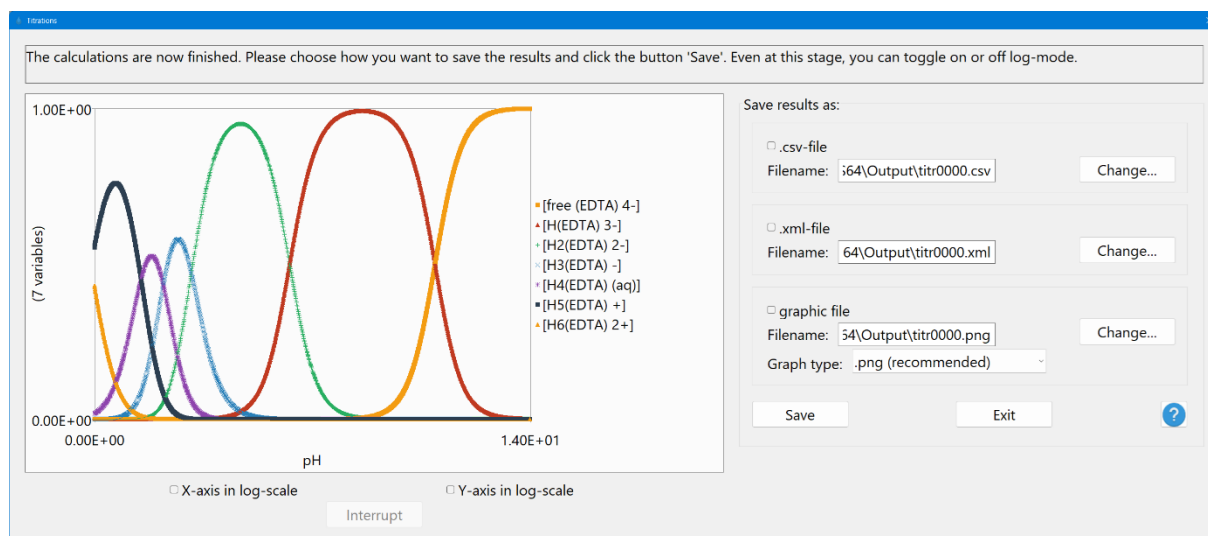 Titrations
The calculations are now finished. Please choose how you want to save the results and click the button 'Save'. Even at this stage, you can toggle on or off log-mode.
1.00E+00
(7 variables)
0.00E+00
0.00E+00
1.40E+01
pH
[free (EDTA) 4-]
[H(EDTA) 3-]
[H2(EDTA) 2-]
[H3(EDTA) -]
[H4(EDTA) (aq)]
[H5(EDTA) +]
[H6(EDTA) 2+]
X-axis in log-scale
Y-axis in log-scale
Interrupt
Save results as:
.csv-file
Filename: 64\Output\titr0000.csv Change...
.xml-file
Filename: 64\Output\titr0000.xml Change...
graphic file
Filename: 54\Output\titr0000.png Change...
Graph type: .png (recommended)
Save Exit ?